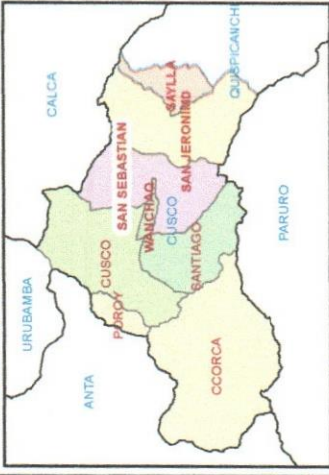 URUBAMBA
CALCA
ANTA
CUSCO
POROY
SAN SEBASTIAN
WANCHAQ
CUSCO
SAYLLA
SAN JERONIMO
QUISPICANCHI
SANTIAGO
CCORCA
PARURO